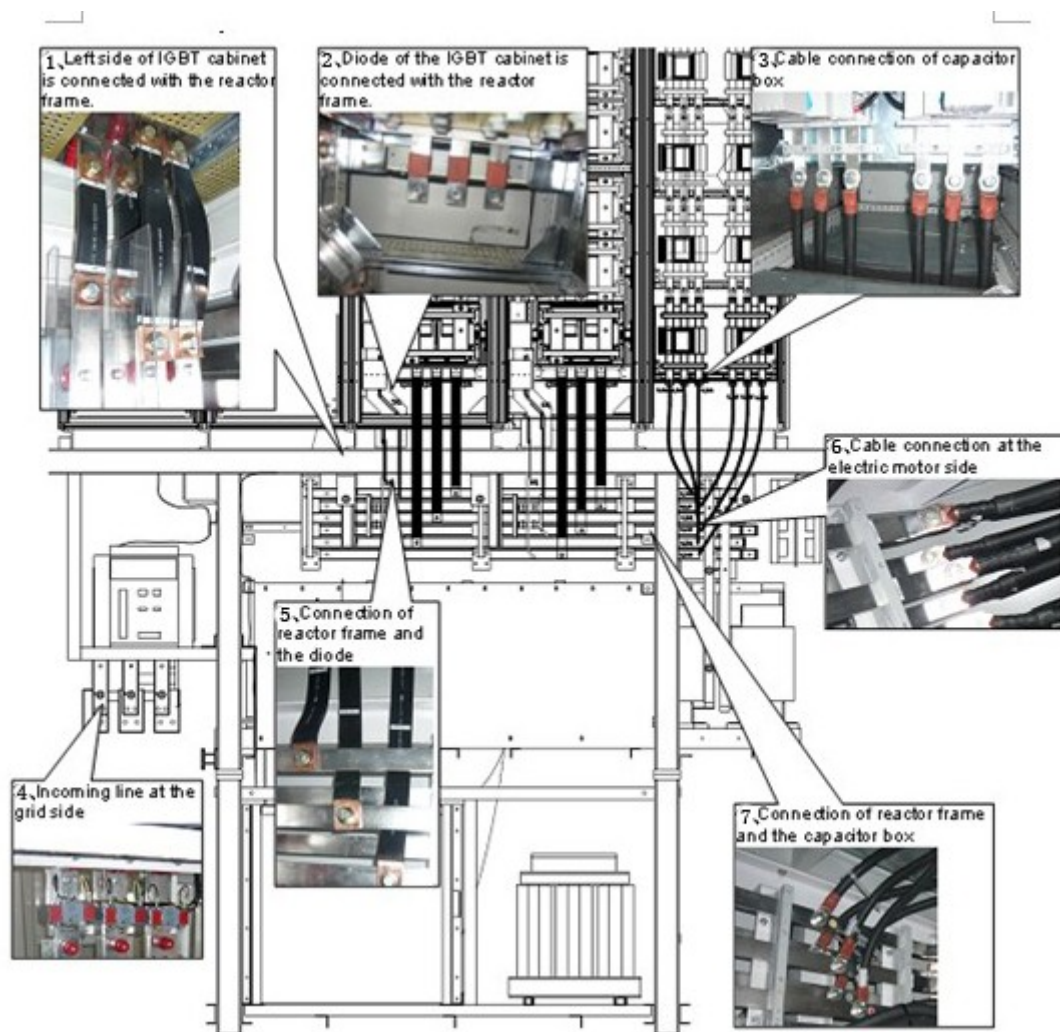 1、Leftside of IGBT cabinet
is connected with the reactor
frame.
2、Diode of the IGBT cabinet is
connected with the reactor
frame.
3、Cable connection of capacitor
box
6、Cable connection at the
electric motor side
5、Connection of
reactor frame and
the diode
4、Incoming line at the
grid side
7、Connection of reactor frame
and the capacitor box